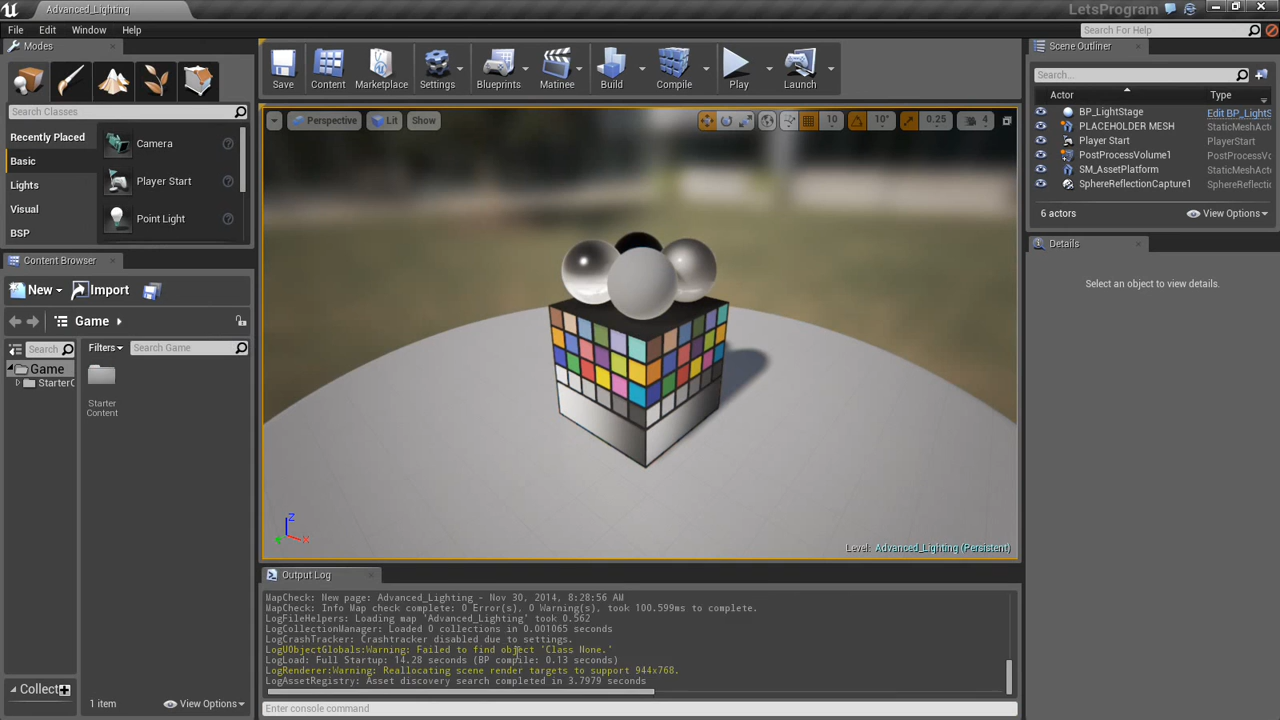 Advanced_Lighting
LetsProgram
File Edit Window Help
Search For Help
Modes
Search Classes
Recently Placed
Basic
Lights
Visual
BSP
Camera
Player Start
Point Light
Save Content Marketplace Settings Blueprints Matinee Build Compile Play Launch
Perspective Lit Show
10 10° 0.25 4
Level: Advanced_Lighting (Persistent)
Scene Outliner
Search...
Actor Type
BP_LightStage Edit BP_LightS
PLACEHOLDER MESH StaticMeshActo
Player Start PlayerStart
PostProcessVolume1 PostProcessVo
SM_AssetPlatform StaticMeshActo
SphereReflectionCapture1 SphereReflectio
6 actors View Options
Details
Select an object to view details.
Content Browser
New Import
Game
Search
Filters Search Game
Game
StarterC
Starter
Content
Collect
1 item View Options
Output Log
MapCheck: New page: Advanced_Lighting - Nov 30, 2014, 8:28:56 AM
MapCheck: Info Map check complete: 0 Error(s), 0 Warning(s), took 100.599ms to complete.
LogFileHelpers: Loading map 'Advanced_Lighting' took 0.562
LogCollectionManager: Loaded 0 collections in 0.001065 seconds
LogCrashTracker: Crashtracker disabled due to settings.
LogUObjectGlobals:Warning: Failed to find object 'Class None.'
LogLoad: Full Startup: 14.28 seconds (BP compile: 0.13 seconds)
LogRenderer:Warning: Reallocating scene render targets to support 944x768.
LogAssetRegistry: Asset discovery search completed in 3.7979 seconds
Enter console command
Z
X